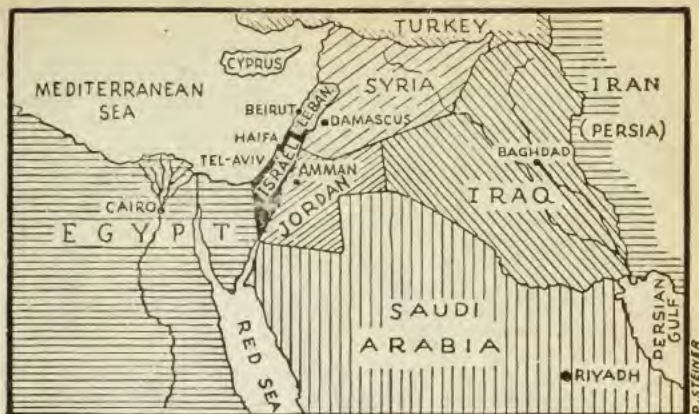 TURKEY
CYPRUS
SYRIA
IRAN
(PERSIA)
MEDITERRANEAN
SEA
BEIRUT
LEBAN.
DAMASCUS
HAIFA
TEL-AVIV
ISRAEL
AMMAN
JORDAN
BAGHDAD
IRAQ
CAIRO
EGYPT
RED SEA
SAUDI
ARABIA
PERSIAN
GULF
RIYADH
STEINER